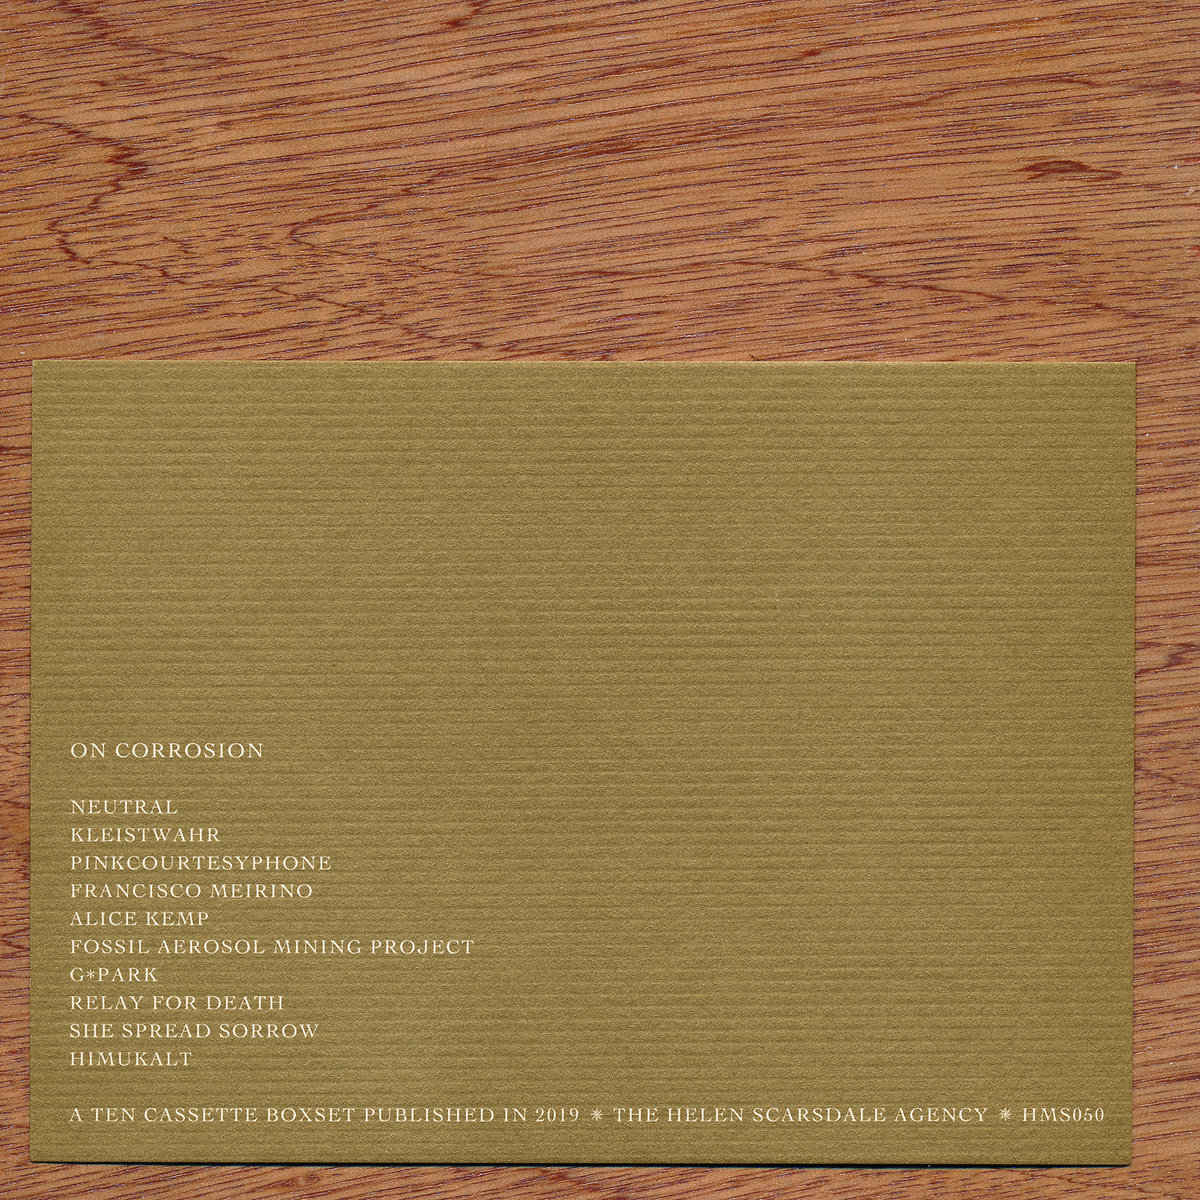 ON CORROSION
NEUTRAL
KLEISTWAHR
PINKCOURTESYPHONE
FRANCISCO MEIRINO
ALICE KEMP
FOSSIL AEROSOL MINING PROJECT
G*PARK
RELAY FOR DEATH
SHE SPREAD SORROW
HIMUKALT
A TEN CASSETTE BOXSET PUBLISHED IN 2019 ✴ THE HELEN SCARSDALE AGENCY ✴ HMS050